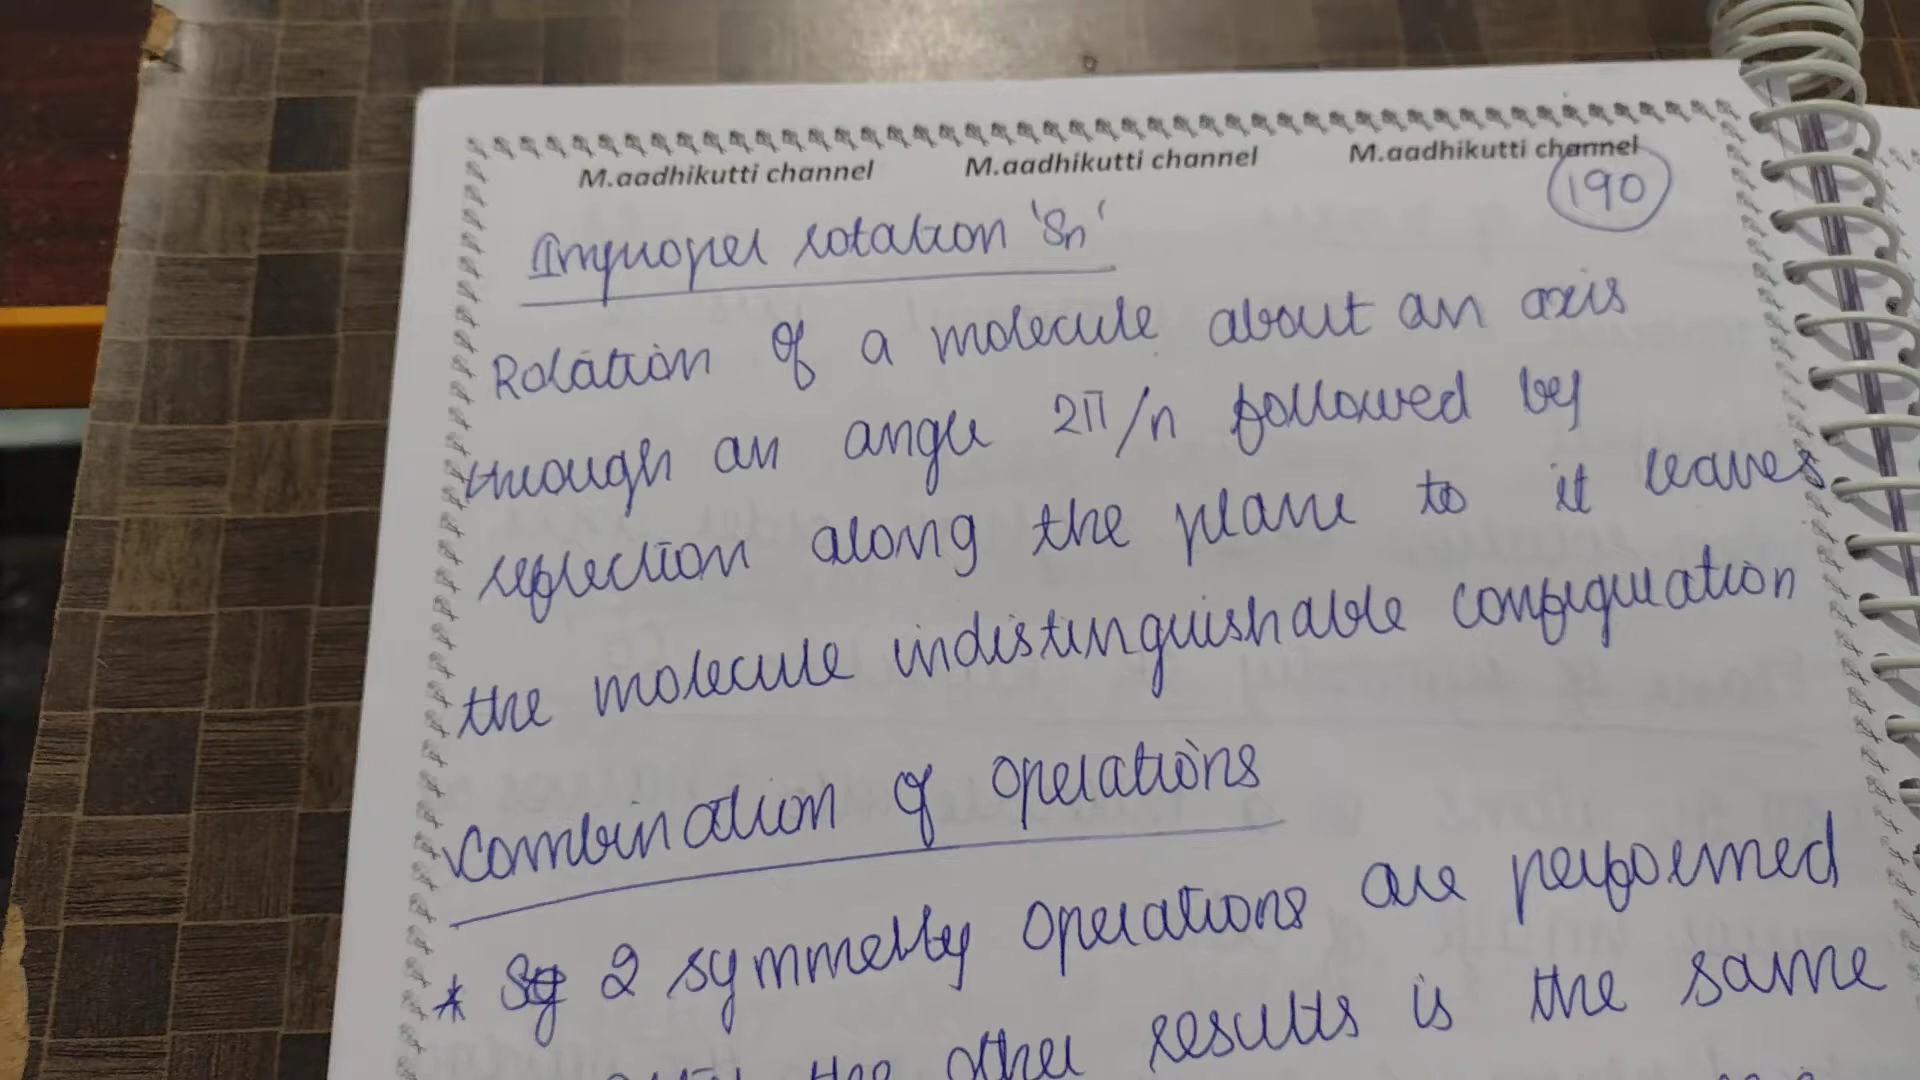 M.aadhikutti channel M.aadhikutti channel M.aadhikutti channel
190
Improper rotation 'Sn'
Rotation of a molecule about an axis
through an angle 2π/n followed by
reflection along the plane to it leaves
the molecule indistinguishable configuration
Combination of operations
* 2 symmetry operations are performed
the other results is the same